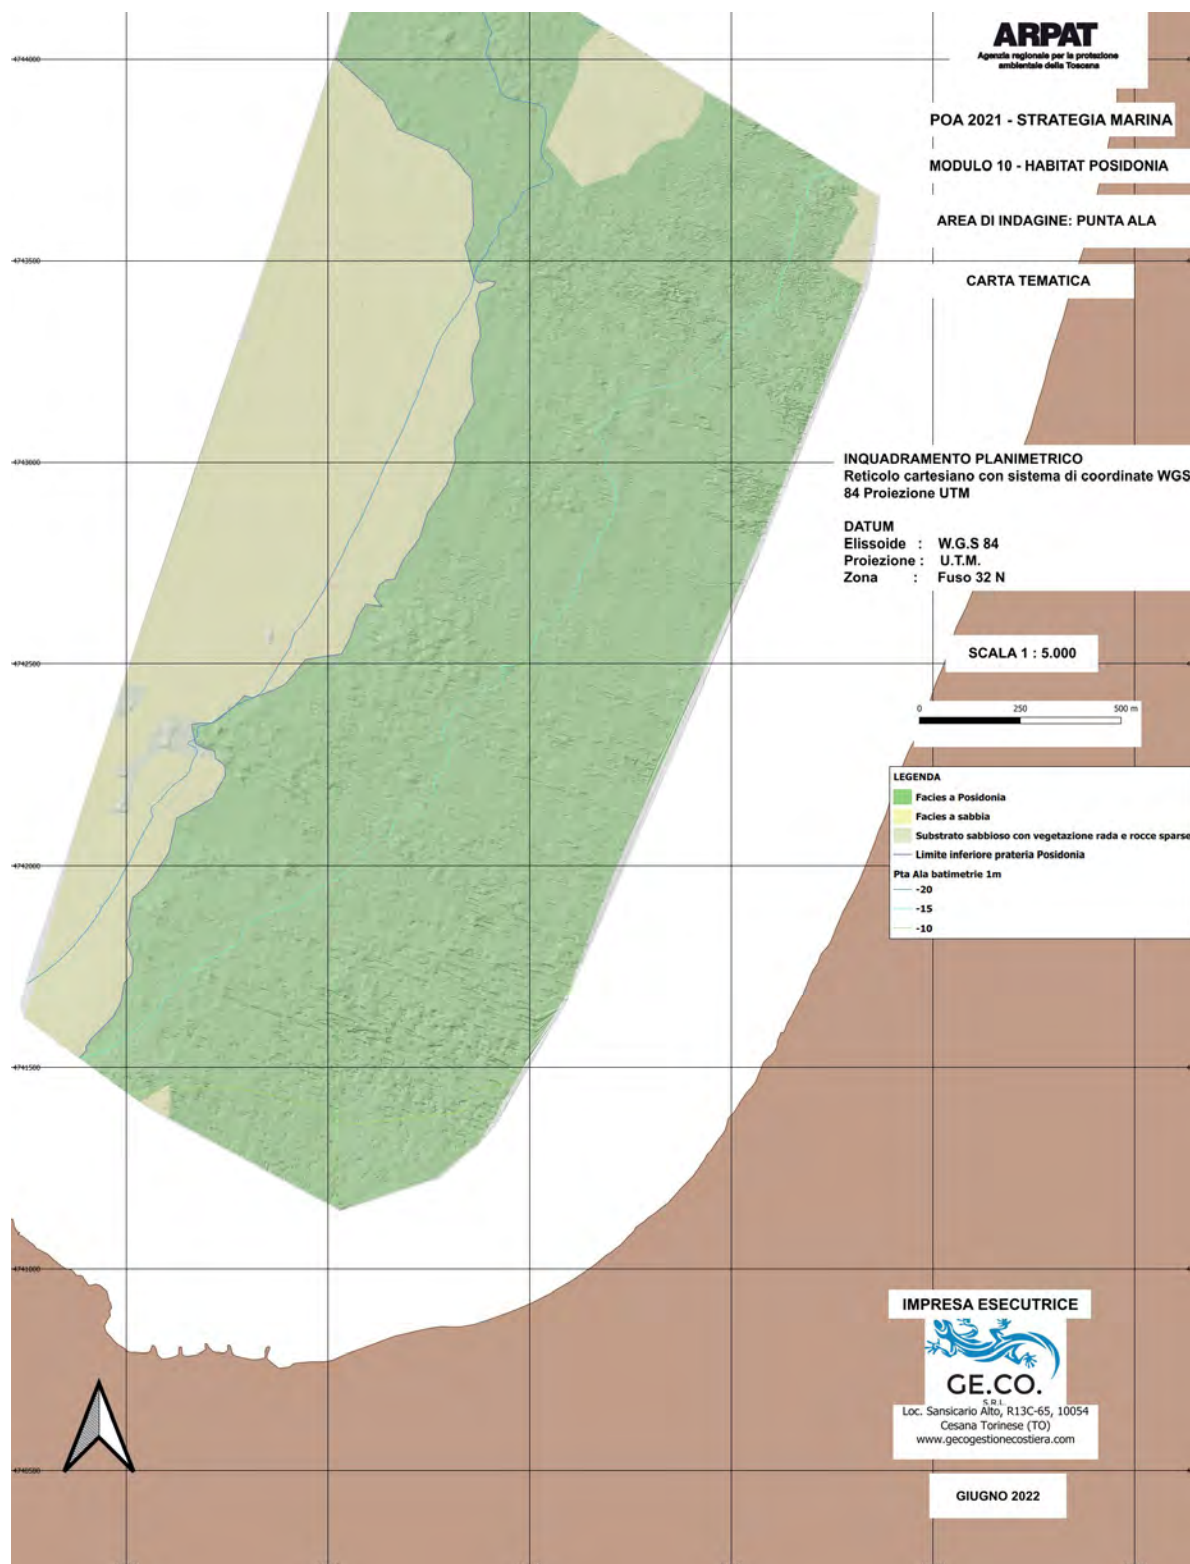 ARPAT
Agenzia regionale per la protezione
ambientale della Toscana
POA 2021 - STRATEGIA MARINA
MODULO 10 - HABITAT POSIDONIA
AREA DI INDAGINE: PUNTA ALA
CARTA TEMATICA
INQUADRAMENTO PLANIMETRICO
Reticolo cartesiano con sistema di coordinate WGS
84 Proiezione UTM
DATUM
Elissoide : W.G.S 84
Proiezione : U.T.M.
Zona : Fuso 32 N
SCALA 1 : 5.000
0 250 500 m
LEGENDA
Facies a Posidonia
Facies a sabbia
Substrato sabbioso con vegetazione rada e rocce sparse
Limite inferiore prateria Posidonia
Pta Ala batimetrie 1m
-20
-15
-10
4744000
4743500
4743000
4742500
4742000
4741500
4741000
4740500
IMPRESA ESECUTRICE
GE.CO.
S.R.L.
Loc. Sansicario Alto, R13C-65, 10054
Cesana Torinese (TO)
www.gecogestionecostiera.com
GIUGNO 2022